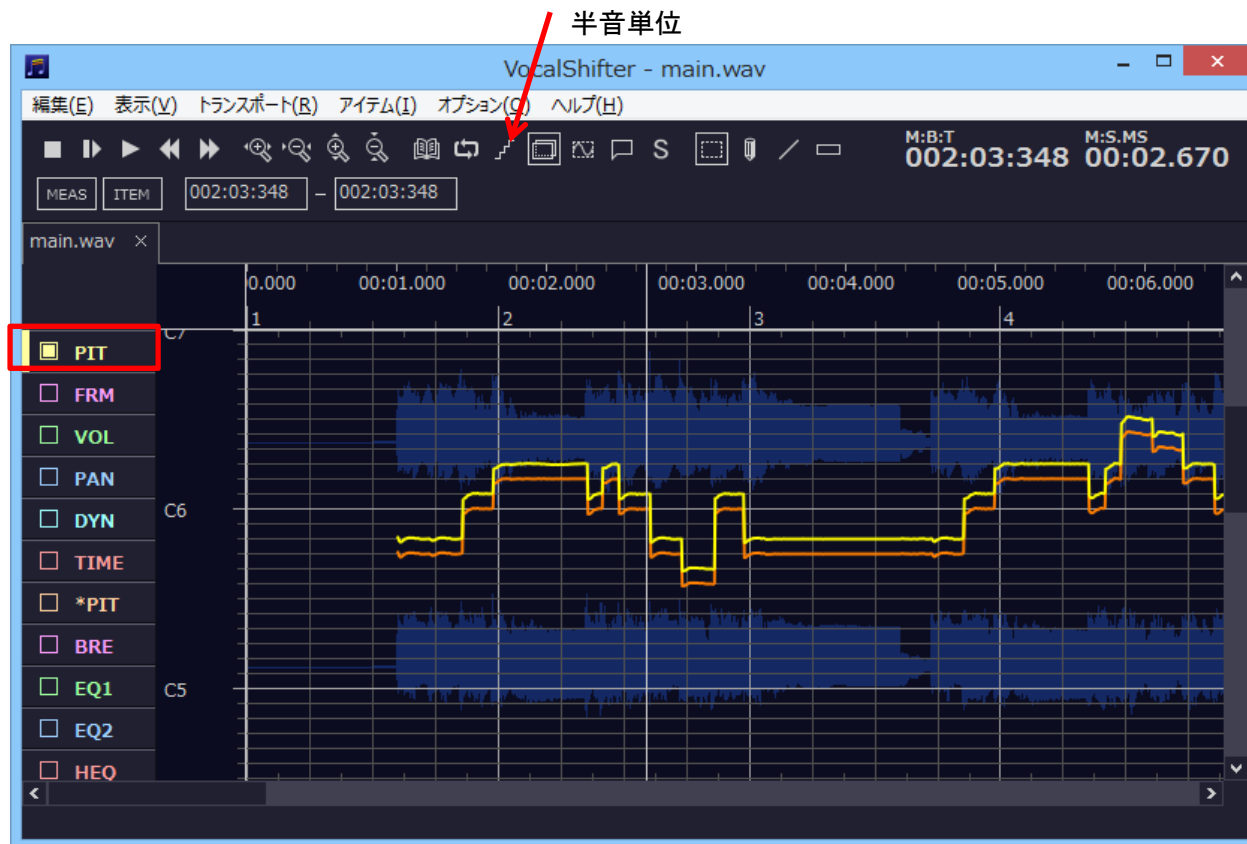 半音単位
VocalShifter - main.wav
編集(E) 表示(V) トランスポート(R) アイテム(I) オプション(O) ヘルプ(H)
S
M:B:T M:S.MS
002:03:348 00:02.670
MEAS ITEM 002:03:348 – 002:03:348
main.wav ×
0.000 00:01.000 00:02.000 00:03.000 00:04.000 00:05.000 00:06.000
1 2 3 4
C7
PIT
FRM
VOL
PAN
C6
DYN
TIME
*PIT
BRE
EQ1
C5
EQ2
HEQ